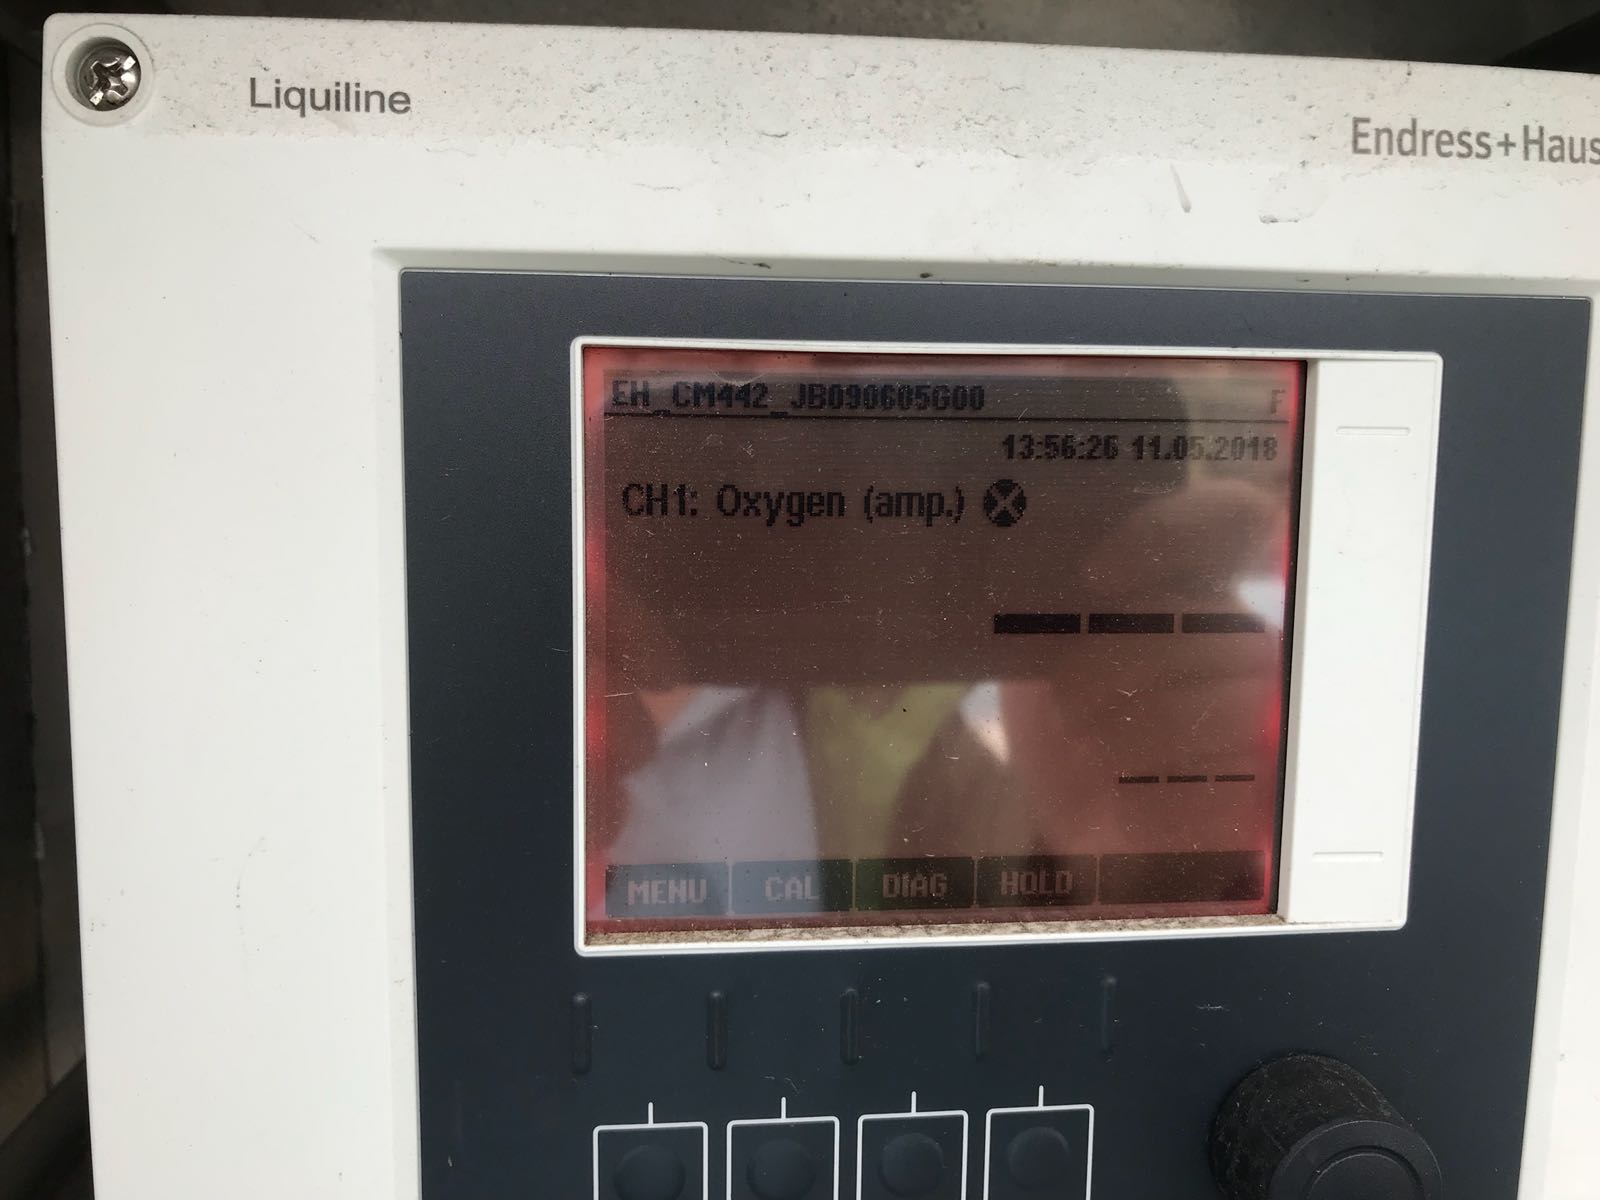 Liquiline
Endress+Haus
EH_CM442_JB090605G00 F
13:56:26 11.05.2018
CH1: Oxygen (amp.)
---
---
MENU CAL DIAG HOLD